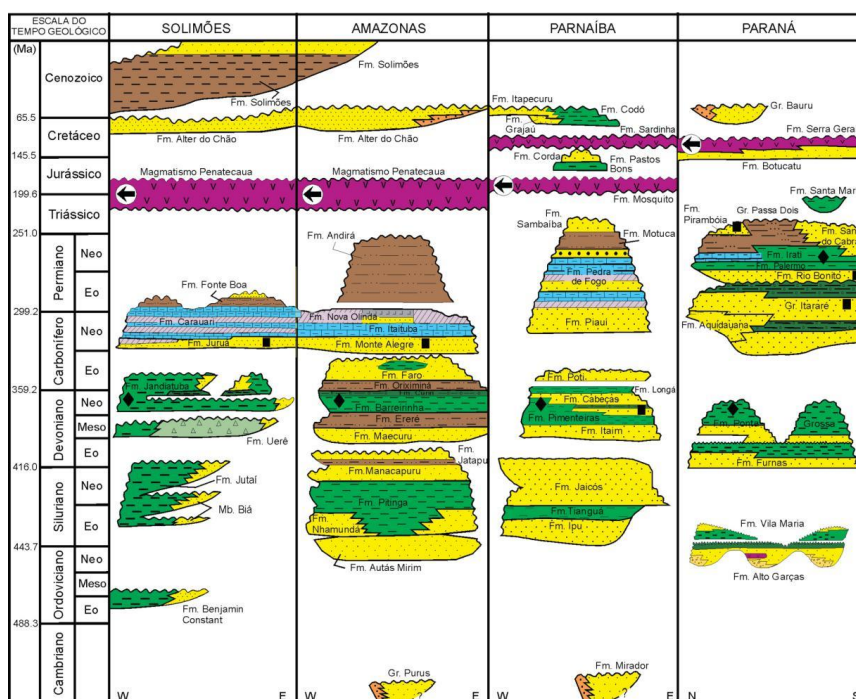 ESCALA DO
TEMPO GEOLÓGICO
SOLIMÕES
AMAZONAS
PARNAÍBA
PARANÁ
(Ma)
Cenozoico
65.5
Cretáceo
145.5
Jurássico
199.6
Triássico
251.0
Permiano
Neo
Eo
299.2
Carbonífero
Neo
Eo
359.2
Devoniano
Neo
Meso
Eo
416.0
Siluriano
Neo
Eo
443.7
Ordoviciano
Neo
Meso
Eo
488.3
Cambriano
Fm. Solimões
Fm. Alter do Chão
Magmatismo Penatecaua
Fm. Fonte Boa
Fm. Carauari
Fm. Juruá
Fm. Jandiatuba
Fm. Uerê
Fm. Jutaí
Mb. Biá
Fm. Benjamin
Constant
W
E
Fm. Solimões
Fm. Alter do Chão
Magmatismo Penatecaua
Fm. Andirá
Fm. Nova Olinda
Fm. Itaituba
Fm. Monte Alegre
Fm. Faro
Fm. Oriximiná
Fm. Barreirinha
Fm. Ererê
Fm. Maecuru
Fm.
Jatapu
Fm. Manacapuru
Fm. Pitinga
Fm.
Nhamundá
Fm. Autás Mirim
Gr. Purus
?
W
E
Fm. Itapecuru
Fm. Codó
Fm.
Grajaú
Fm. Sardinha
Fm. Corda
Fm. Pastos
Bons
Fm. Mosquito
Fm.
Sambaíba
Fm. Motuca
Fm. Pedra
de Fogo
Fm. Piauí
Fm. Poti
Fm. Longá
Fm. Cabeças
Fm. Pimenteiras
Fm. Itaim
Fm. Jaicós
Fm. Tianguá
Fm. Ipu
Fm. Mirador
?
W
E
Gr. Bauru
Fm. Serra Gera
Fm. Botucatu
Fm. Santa Mar
Fm.
Pirambóia
Gr. Passa Dois
Fm. San
do Cabra
Fm. Irati
Fm. Palermo
Fm. Rio Bonito
Gr. Itararé
Fm. Aquidauana
Fm. Ponta
Grossa
Fm. Furnas
Fm. Vila Maria
Fm. Alto Garças
N
S